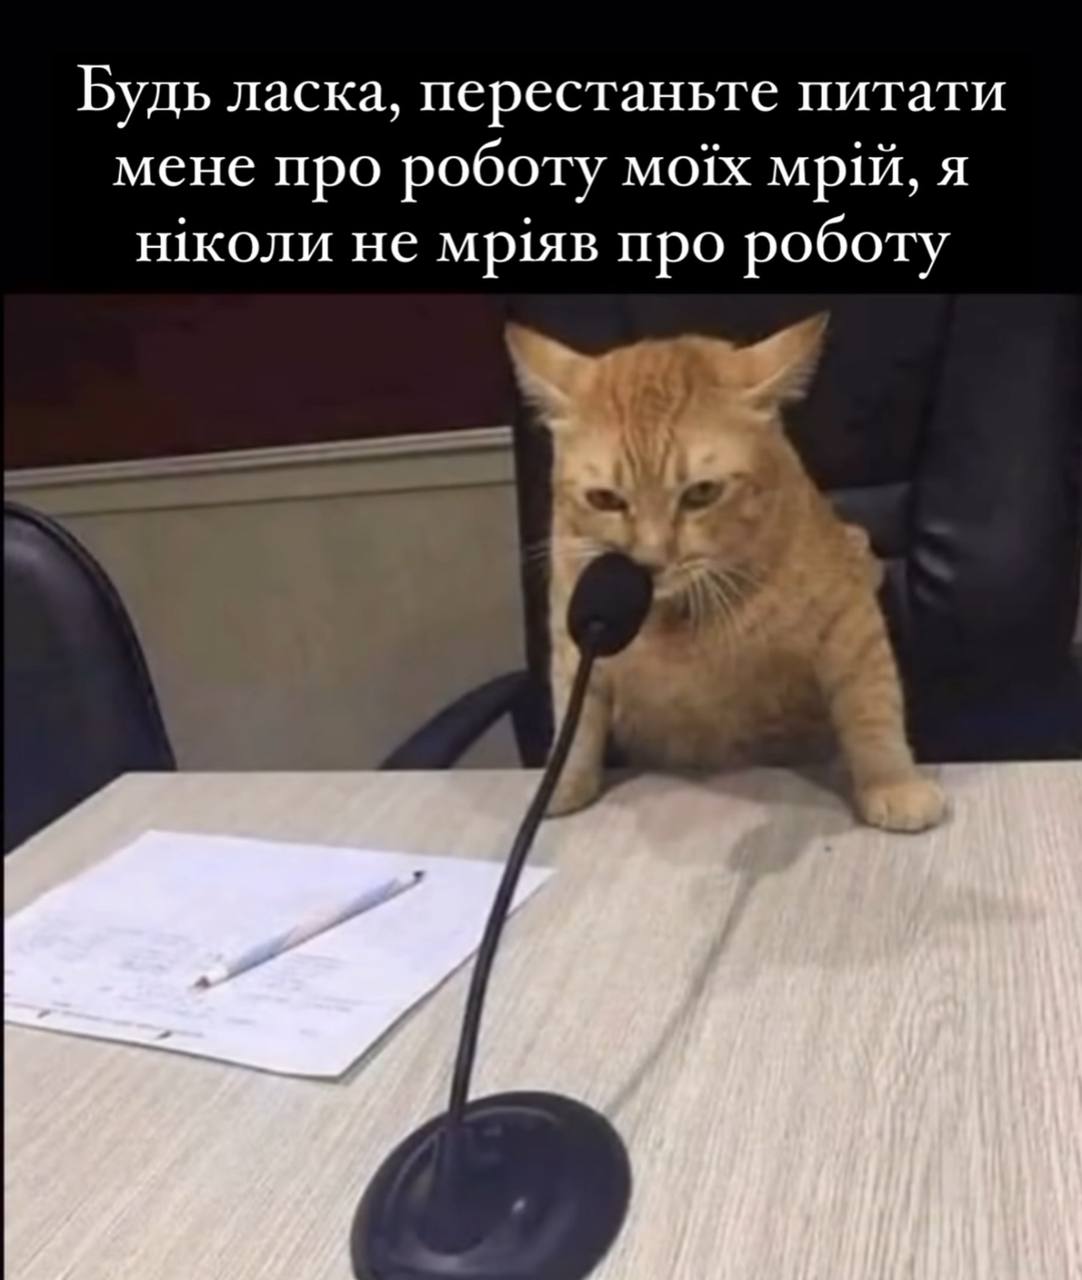 Будь ласка, перестаньте питати
мене про роботу моїх мрій, я
ніколи не мріяв про роботу